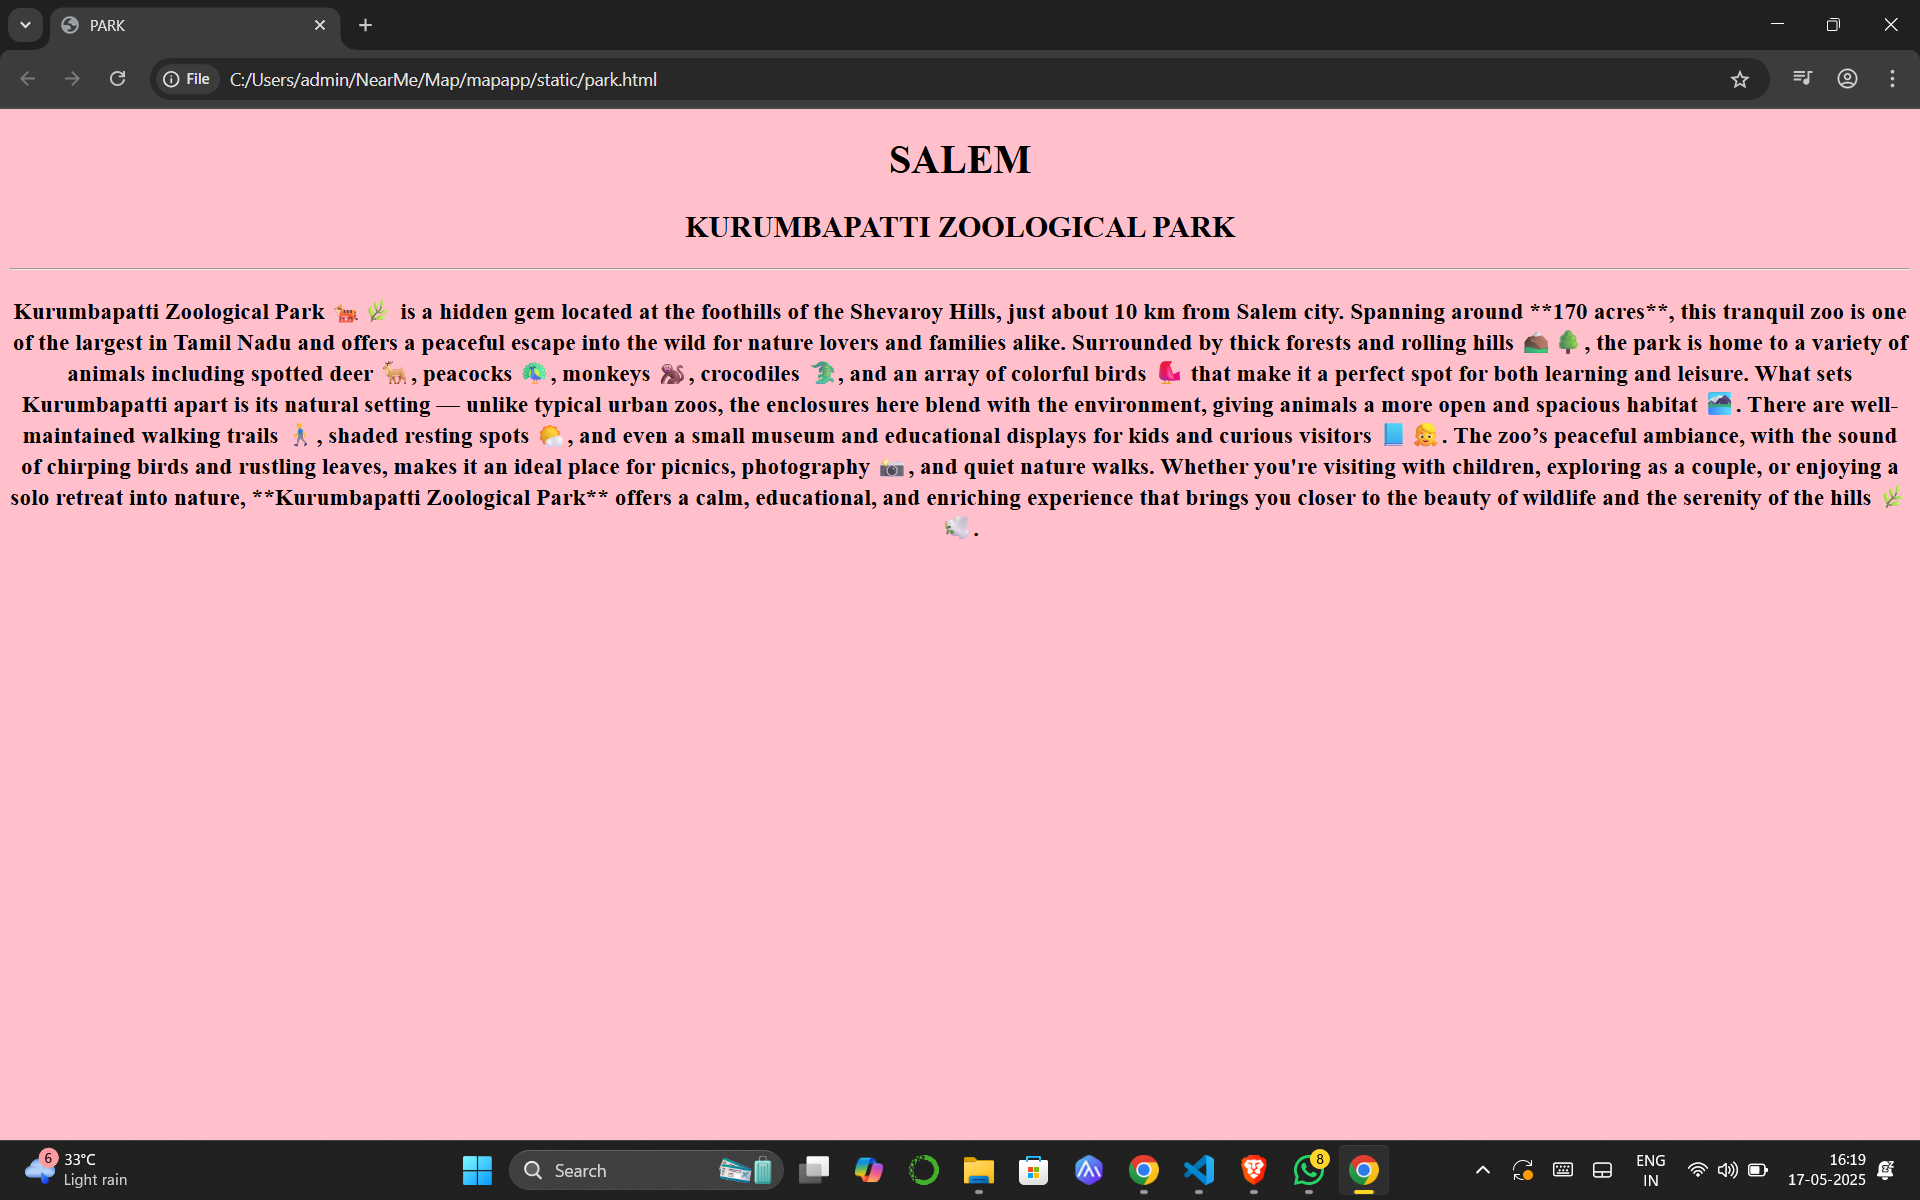 PARK
File
C:/Users/admin/NearMe/Map/mapapp/static/park.html
SALEM
KURUMBAPATTI ZOOLOGICAL PARK
Kurumbapatti Zoological Park 🐅🌿 is a hidden gem located at the foothills of the Shevaroy Hills, just about 10 km from Salem city. Spanning around **170 acres**, this tranquil zoo is one
of the largest in Tamil Nadu and offers a peaceful escape into the wild for nature lovers and families alike. Surrounded by thick forests and rolling hills ⛰️🌳, the park is home to a variety of
animals including spotted deer 🦌, peacocks 🦚, monkeys 🐒, crocodiles 🐊, and an array of colorful birds 🦜 that make it a perfect spot for both learning and leisure. What sets
Kurumbapatti apart is its natural setting — unlike typical urban zoos, the enclosures here blend with the environment, giving animals a more open and spacious habitat 🏞️. There are well-
maintained walking trails 🚶, shaded resting spots 🌤️, and even a small museum and educational displays for kids and curious visitors 📘👧. The zoo’s peaceful ambiance, with the sound
of chirping birds and rustling leaves, makes it an ideal place for picnics, photography 📷, and quiet nature walks. Whether you're visiting with children, exploring as a couple, or enjoying a
solo retreat into nature, **Kurumbapatti Zoological Park** offers a calm, educational, and enriching experience that brings you closer to the beauty of wildlife and the serenity of the hills 🌿
🕊️.
6
33°C
Light rain
Search
8
ENG
IN
16:19
17-05-2025